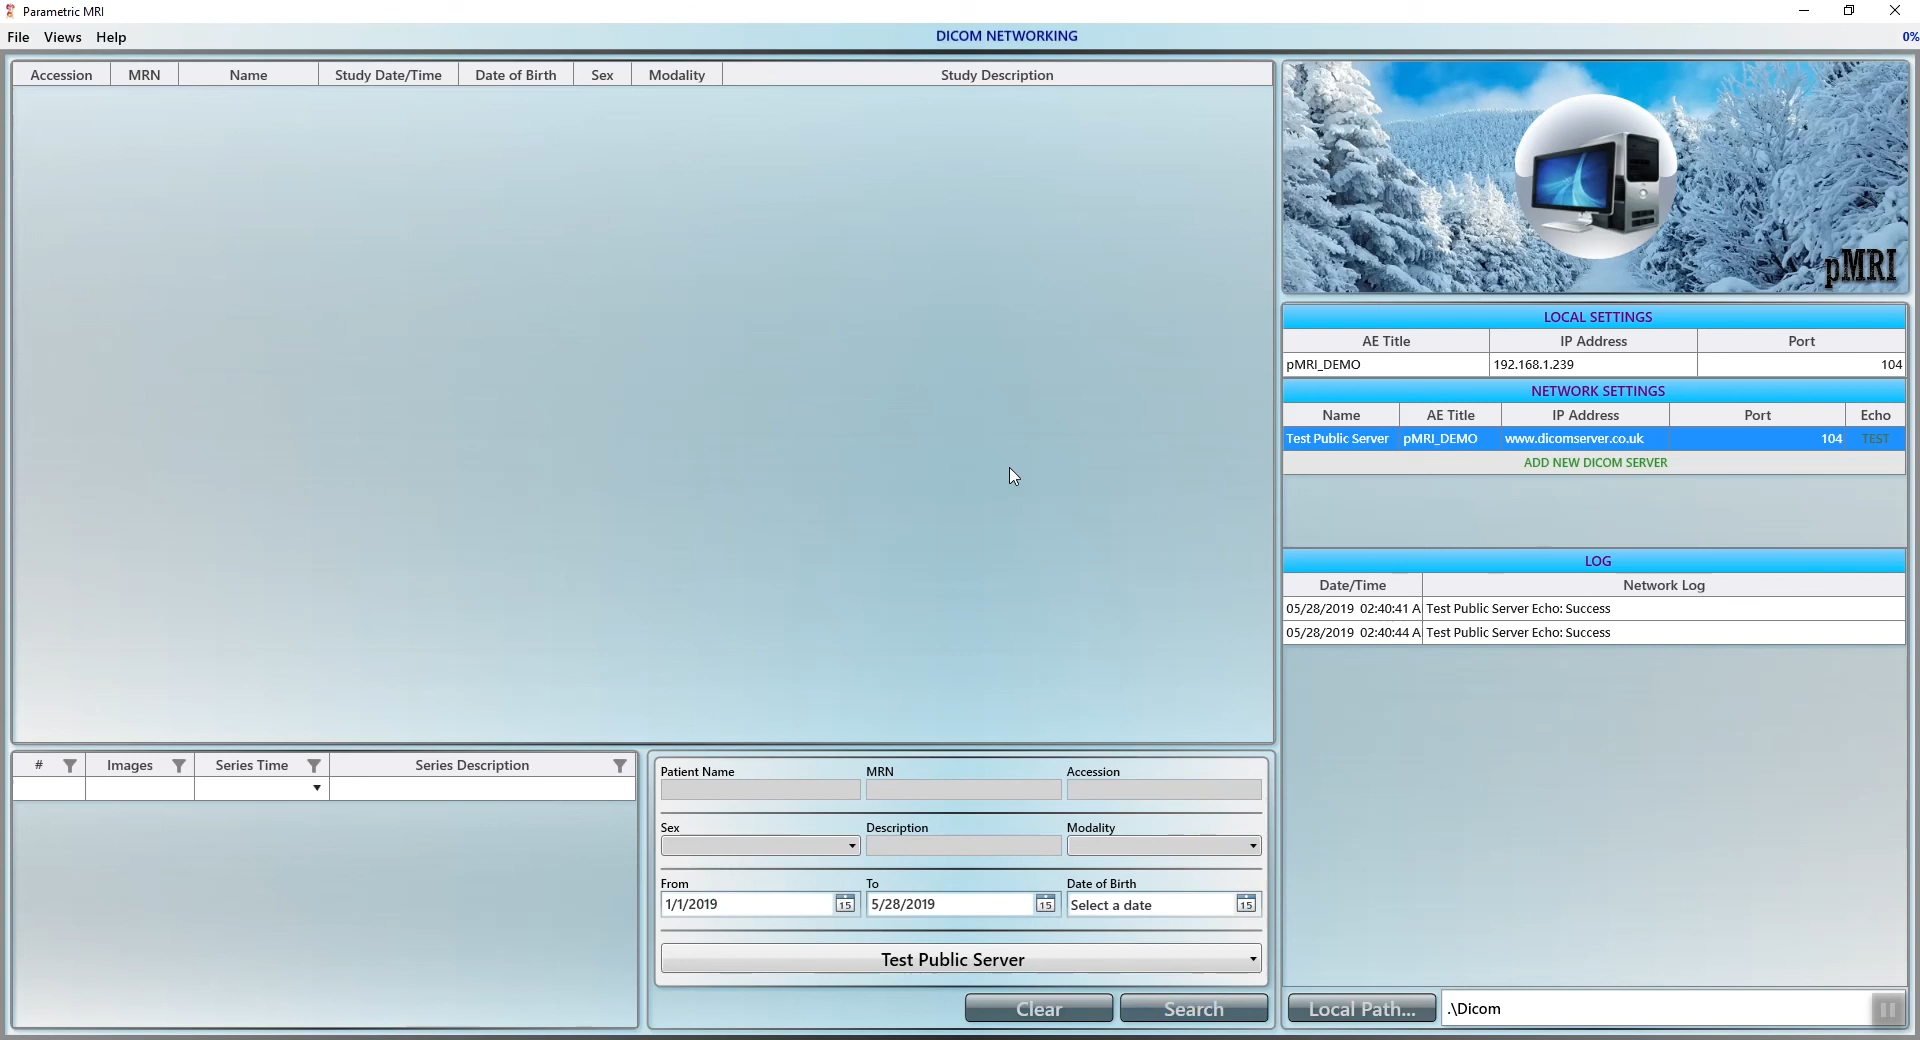 Parametric MRI
File Views Help
DICOM NETWORKING
0%
Accession MRN Name Study Date/Time Date of Birth Sex Modality Study Description
pMRI
LOCAL SETTINGS
AE Title IP Address Port
pMRI_DEMO 192.168.1.239 104
NETWORK SETTINGS
Name AE Title IP Address Port Echo
Test Public Server pMRI_DEMO www.dicomserver.co.uk 104 TEST
ADD NEW DICOM SERVER
LOG
Date/Time Network Log
05/28/2019 02:40:41 A Test Public Server Echo: Success
05/28/2019 02:40:44 A Test Public Server Echo: Success
# Images Series Time Series Description
Patient Name MRN Accession
Sex Description Modality
From To Date of Birth
1/1/2019 15 5/28/2019 15 Select a date 15
Test Public Server
Clear Search
Local Path... .\Dicom